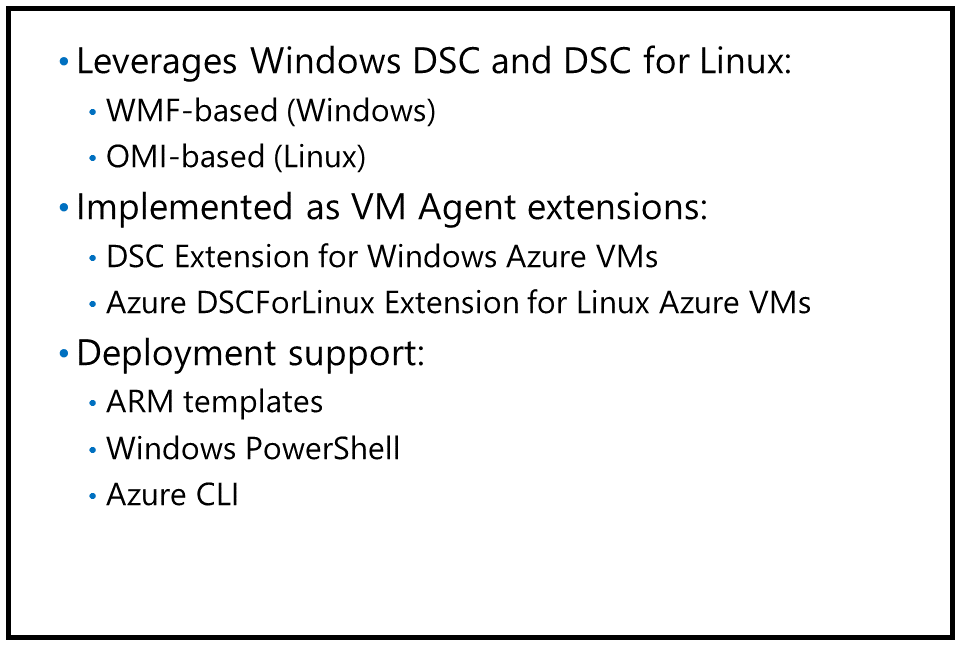 • Leverages Windows DSC and DSC for Linux:
• WMF-based (Windows)
• OMI-based (Linux)
• Implemented as VM Agent extensions:
• DSC Extension for Windows Azure VMs
• Azure DSCForLinux Extension for Linux Azure VMs
• Deployment support:
• ARM templates
• Windows PowerShell
• Azure CLI